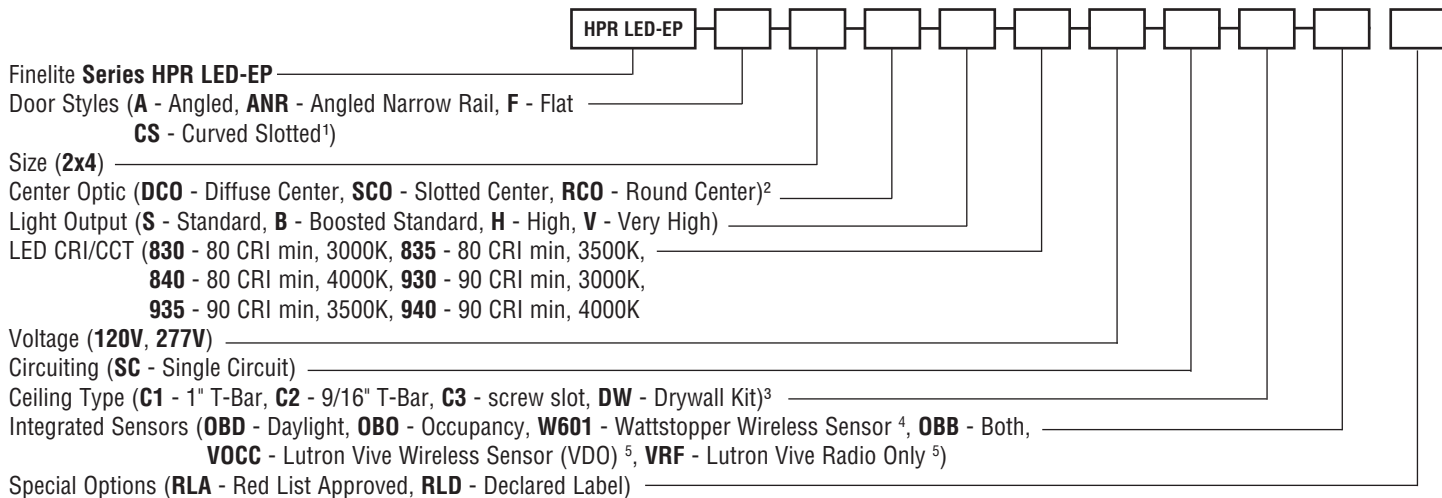 HPR LED-EP
Finelite Series HPR LED-EP
Door Styles (A - Angled, ANR - Angled Narrow Rail, F - Flat
CS - Curved Slotted¹)
Size (2x4)
Center Optic (DCO - Diffuse Center, SCO - Slotted Center, RCO - Round Center)²
Light Output (S - Standard, B - Boosted Standard, H - High, V - Very High)
LED CRI/CCT (830 - 80 CRI min, 3000K, 835 - 80 CRI min, 3500K,
840 - 80 CRI min, 4000K, 930 - 90 CRI min, 3000K,
935 - 90 CRI min, 3500K, 940 - 90 CRI min, 4000K
Voltage (120V, 277V)
Circuiting (SC - Single Circuit)
Ceiling Type (C1 - 1" T-Bar, C2 - 9/16" T-Bar, C3 - screw slot, DW - Drywall Kit)³
Integrated Sensors (OBD - Daylight, OBO - Occupancy, W601 - Wattstopper Wireless Sensor ⁴, OBB - Both,
VOCC - Lutron Vive Wireless Sensor (VDO) ⁵, VRF - Lutron Vive Radio Only ⁵)
Special Options (RLA - Red List Approved, RLD - Declared Label)